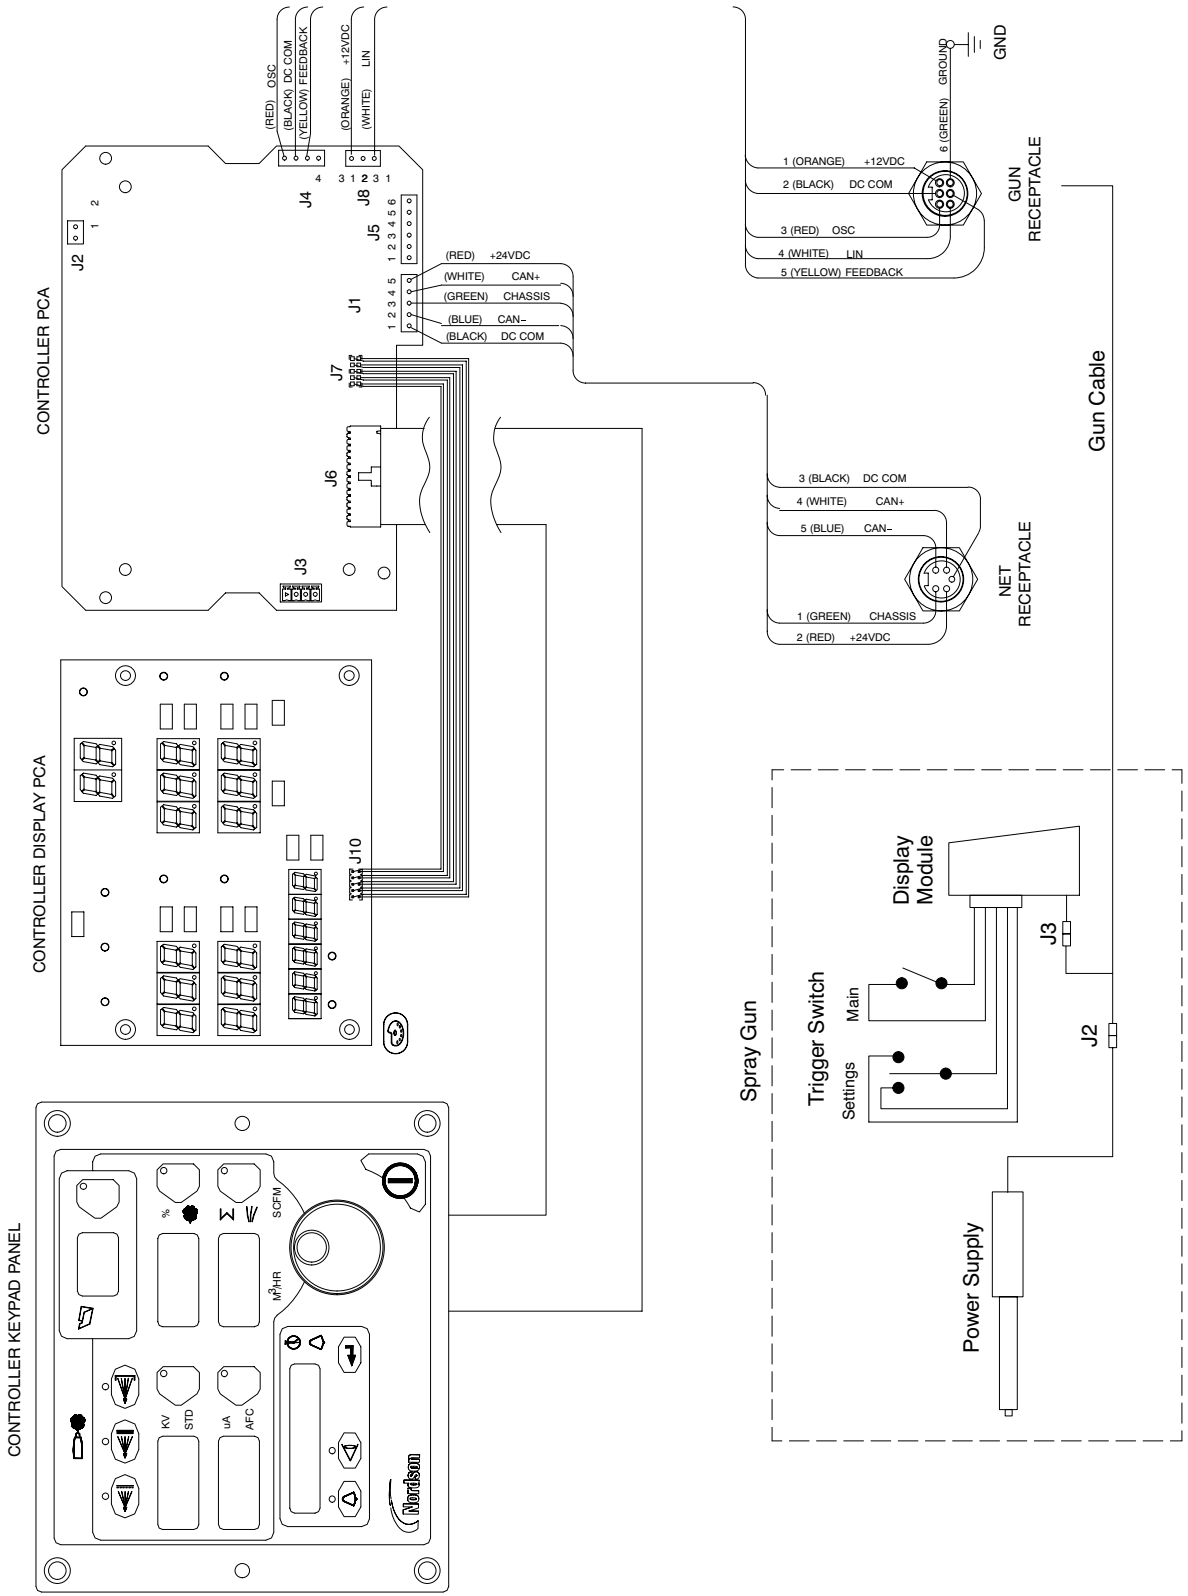 CONTROLLER KEYPAD PANEL
KV
STD
uA
AFC
%
SCFM
M³/HR
Nordson
CONTROLLER DISPLAY PCA
J10
CONTROLLER PCA
J2
1 2
J3
J6
J7
J1
1 2 3 4 5
J5
1 2 3 4 5 6
J4
4 3 1 2 3 1
J8
(RED) OSC
(BLACK) DC COM
(YELLOW) FEEDBACK
(ORANGE) +12VDC
(WHITE) LIN
(RED) +24VDC
(WHITE) CAN+
(GREEN) CHASSIS
(BLUE) CAN−
(BLACK) DC COM
3 (BLACK) DC COM
4 (WHITE) CAN+
5 (BLUE) CAN−
1 (GREEN) CHASSIS
2 (RED) +24VDC
NET
RECEPTACLE
1 (ORANGE) +12VDC
2 (BLACK) DC COM
3 (RED) OSC
4 (WHITE) LIN
5 (YELLOW) FEEDBACK
6 (GREEN) GROUND
GND
GUN
RECEPTACLE
Gun Cable
Spray Gun
Trigger Switch
Settings
Main
Display
Module
J3
J2
Power Supply